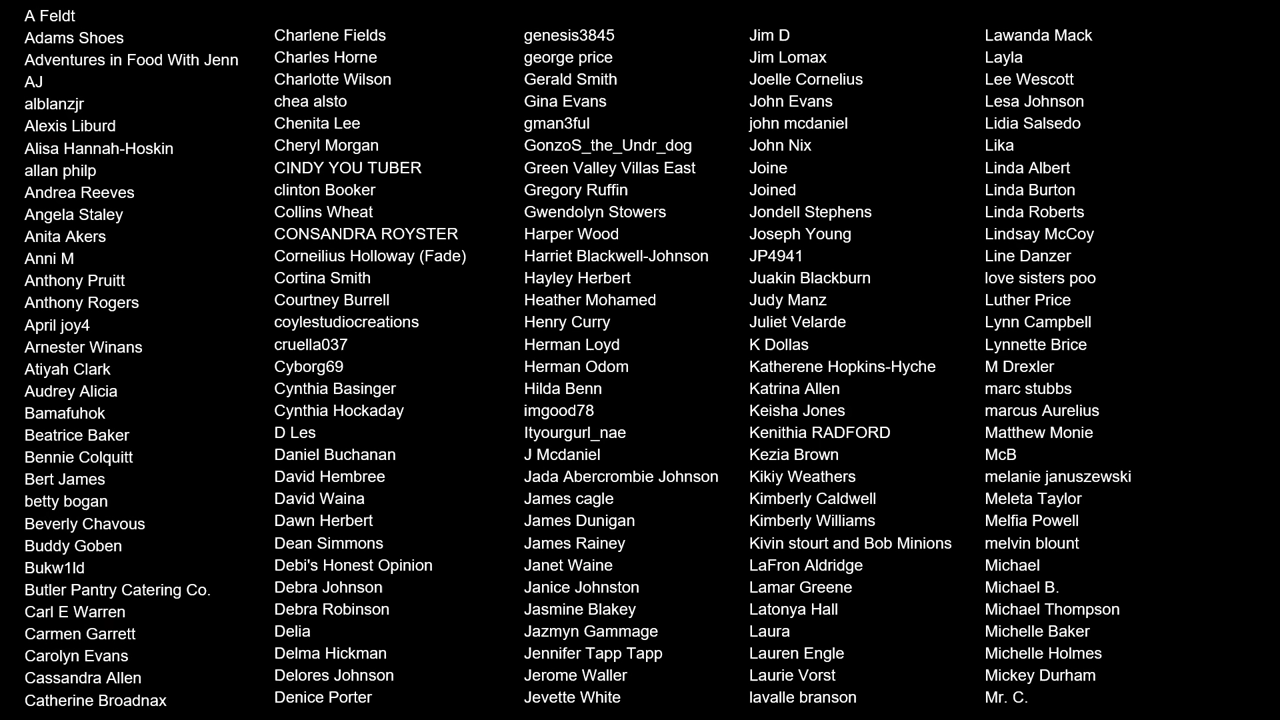 A Feldt
Adams Shoes
Adventures in Food With Jenn
AJ
alblanzjr
Alexis Liburd
Alisa Hannah-Hoskin
allan philp
Andrea Reeves
Angela Staley
Anita Akers
Anni M
Anthony Pruitt
Anthony Rogers
April joy4
Arnester Winans
Atiyah Clark
Audrey Alicia
Bamafuhok
Beatrice Baker
Bennie Colquitt
Bert James
betty bogan
Beverly Chavous
Buddy Goben
Bukw1ld
Butler Pantry Catering Co.
Carl E Warren
Carmen Garrett
Carolyn Evans
Cassandra Allen
Catherine Broadnax
Charlene Fields
Charles Horne
Charlotte Wilson
chea alsto
Chenita Lee
Cheryl Morgan
CINDY YOU TUBER
clinton Booker
Collins Wheat
CONSANDRA ROYSTER
Corneilius Holloway (Fade)
Cortina Smith
Courtney Burrell
coylestudiocreations
cruella037
Cyborg69
Cynthia Basinger
Cynthia Hockaday
D Les
Daniel Buchanan
David Hembree
David Waina
Dawn Herbert
Dean Simmons
Debi's Honest Opinion
Debra Johnson
Debra Robinson
Delia
Delma Hickman
Delores Johnson
Denice Porter
genesis3845
george price
Gerald Smith
Gina Evans
gman3ful
GonzoS_the_Undr_dog
Green Valley Villas East
Gregory Ruffin
Gwendolyn Stowers
Harper Wood
Harriet Blackwell-Johnson
Hayley Herbert
Heather Mohamed
Henry Curry
Herman Loyd
Herman Odom
Hilda Benn
imgood78
Ityourgurl_nae
J Mcdaniel
Jada Abercrombie Johnson
James cagle
James Dunigan
James Rainey
Janet Waine
Janice Johnston
Jasmine Blakey
Jazmyn Gammage
Jennifer Tapp Tapp
Jerome Waller
Jevette White
Jim D
Jim Lomax
Joelle Cornelius
John Evans
john mcdaniel
John Nix
Joine
Joined
Jondell Stephens
Joseph Young
JP4941
Juakin Blackburn
Judy Manz
Juliet Velarde
K Dollas
Katherene Hopkins-Hyche
Katrina Allen
Keisha Jones
Kenithia RADFORD
Kezia Brown
Kikiy Weathers
Kimberly Caldwell
Kimberly Williams
Kivin stourt and Bob Minions
LaFron Aldridge
Lamar Greene
Latonya Hall
Laura
Lauren Engle
Laurie Vorst
lavalle branson
Lawanda Mack
Layla
Lee Wescott
Lesa Johnson
Lidia Salsedo
Lika
Linda Albert
Linda Burton
Linda Roberts
Lindsay McCoy
Line Danzer
love sisters poo
Luther Price
Lynn Campbell
Lynnette Brice
M Drexler
marc stubbs
marcus Aurelius
Matthew Monie
McB
melanie januszewski
Meleta Taylor
Melfia Powell
melvin blount
Michael
Michael B.
Michael Thompson
Michelle Baker
Michelle Holmes
Mickey Durham
Mr. C.